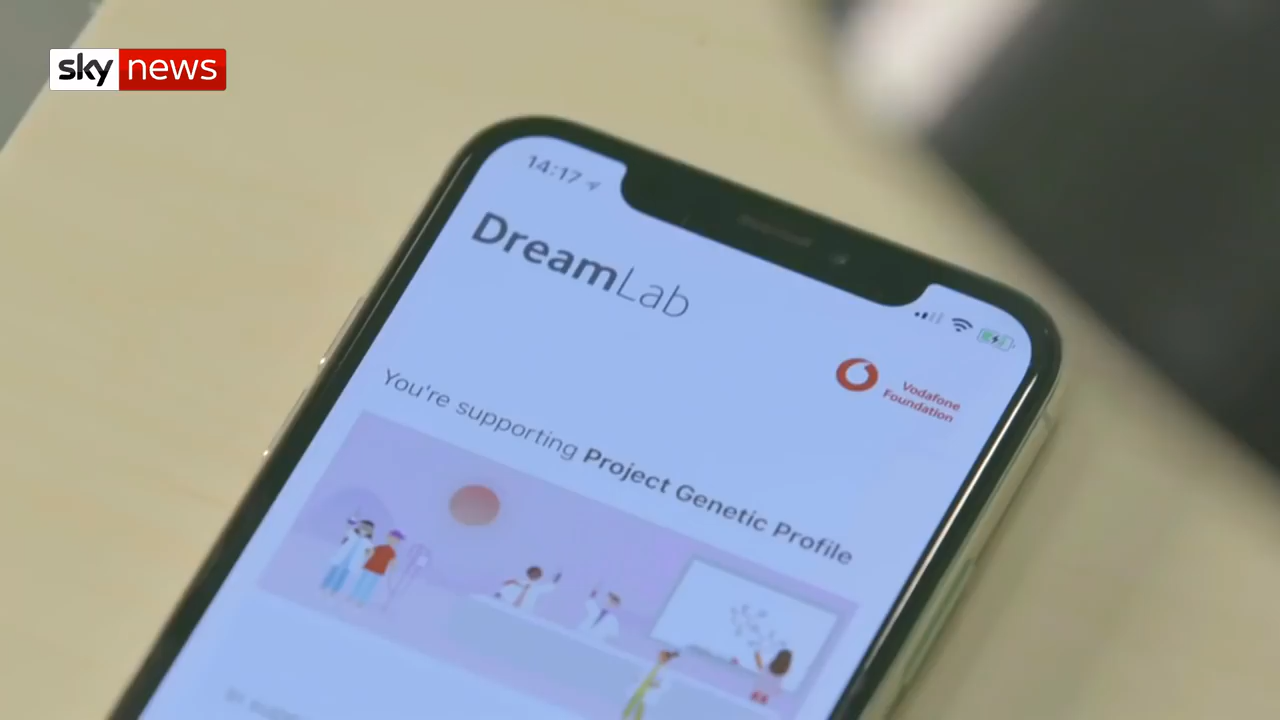 sky news
14:17
DreamLab
Vodafone
Foundation
You're supporting Project Genetic Profile